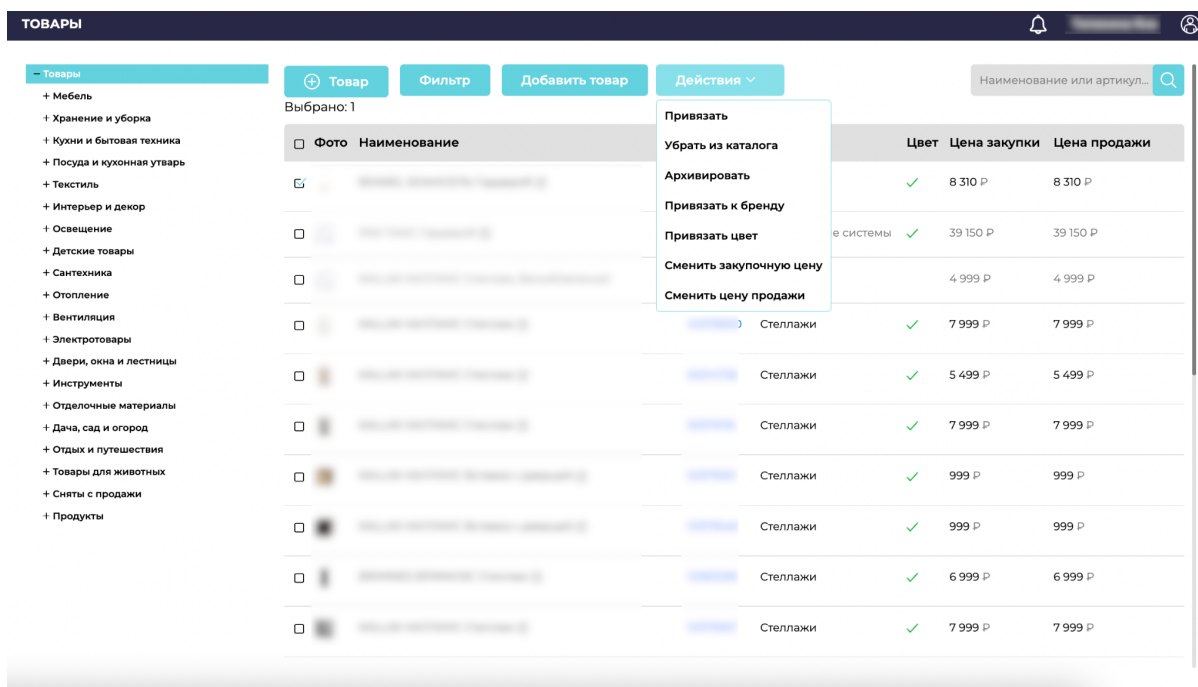 ТОВАРЫ
− Товары
+ Мебель
+ Хранение и уборка
+ Кухни и бытовая техника
+ Посуда и кухонная утварь
+ Текстиль
+ Интерьер и декор
+ Освещение
+ Детские товары
+ Сантехника
+ Отопление
+ Вентиляция
+ Электротовары
+ Двери, окна и лестницы
+ Инструменты
+ Отделочные материалы
+ Дача, сад и огород
+ Отдых и путешествия
+ Товары для животных
+ Сняты с продажи
+ Продукты
Товар Фильтр Добавить товар Действия Наименование или артикул...
Выбрано: 1
Привязать
Убрать из каталога
Архивировать
Привязать к бренду
Привязать цвет
Сменить закупочную цену
Сменить цену продажи
Фото Наименование Цвет Цена закупки Цена продажи
8 310 ₽ 8 310 ₽
е системы 39 150 ₽ 39 150 ₽
4 999 ₽ 4 999 ₽
Стеллажи 7 999 ₽ 7 999 ₽
Стеллажи 5 499 ₽ 5 499 ₽
Стеллажи 7 999 ₽ 7 999 ₽
Стеллажи 999 ₽ 999 ₽
Стеллажи 999 ₽ 999 ₽
Стеллажи 6 999 ₽ 6 999 ₽
Стеллажи 7 999 ₽ 7 999 ₽